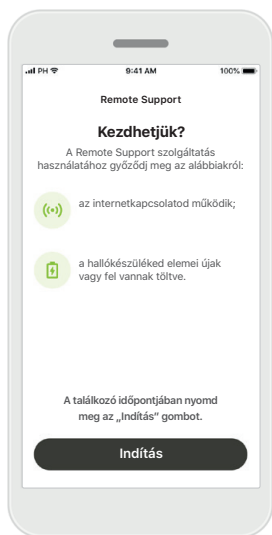 PH 9:41 AM 100%
Remote Support
Kezdhetjük?
A Remote Support szolgáltatás
használatához győződj meg az alábbiakról:
az internetkapcsolatod működik;
a hallókészüléked elemei újak
vagy fel vannak töltve.
A találkozó időpontjában nyomd
meg az „Indítás” gombot.
Indítás